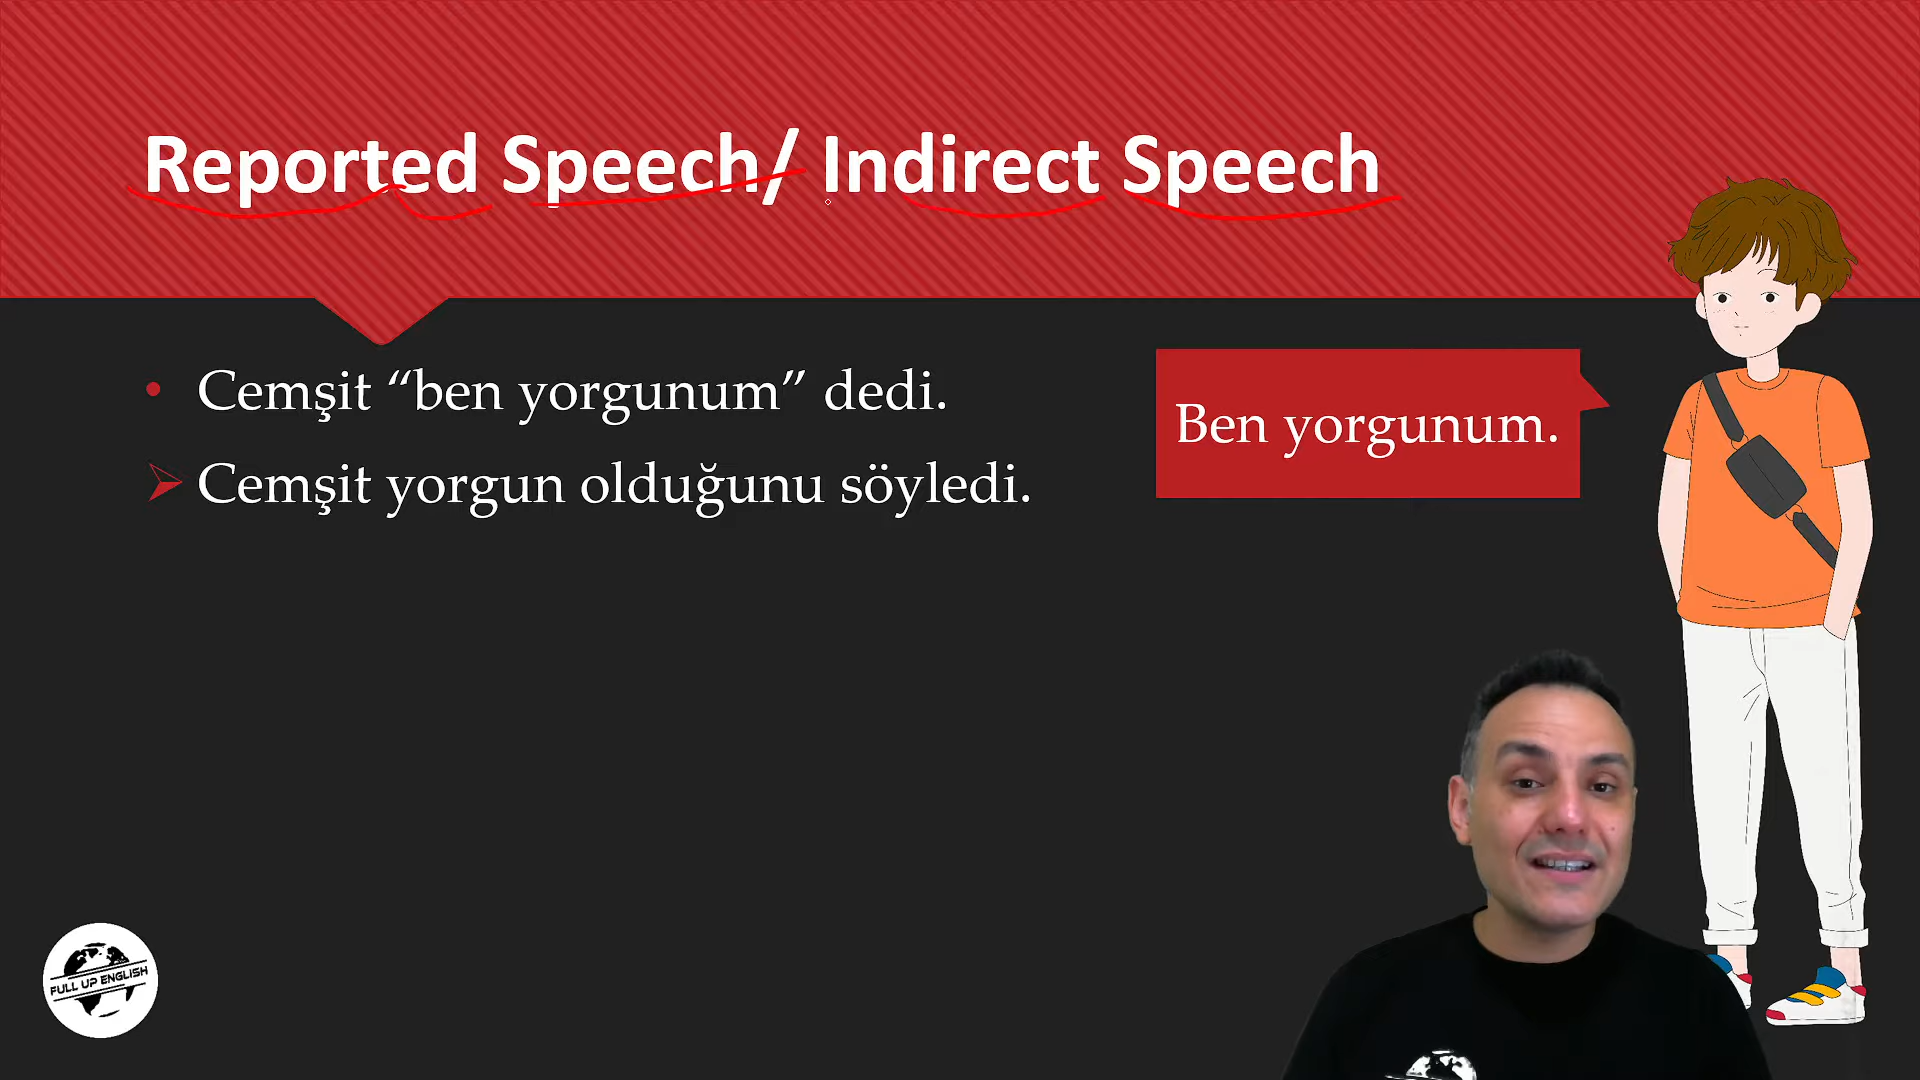 Reported Speech/ Indirect Speech
Cemşit “ben yorgunum” dedi.
Cemşit yorgun olduğunu söyledi.
Ben yorgunum.
FULL UP ENGLISH